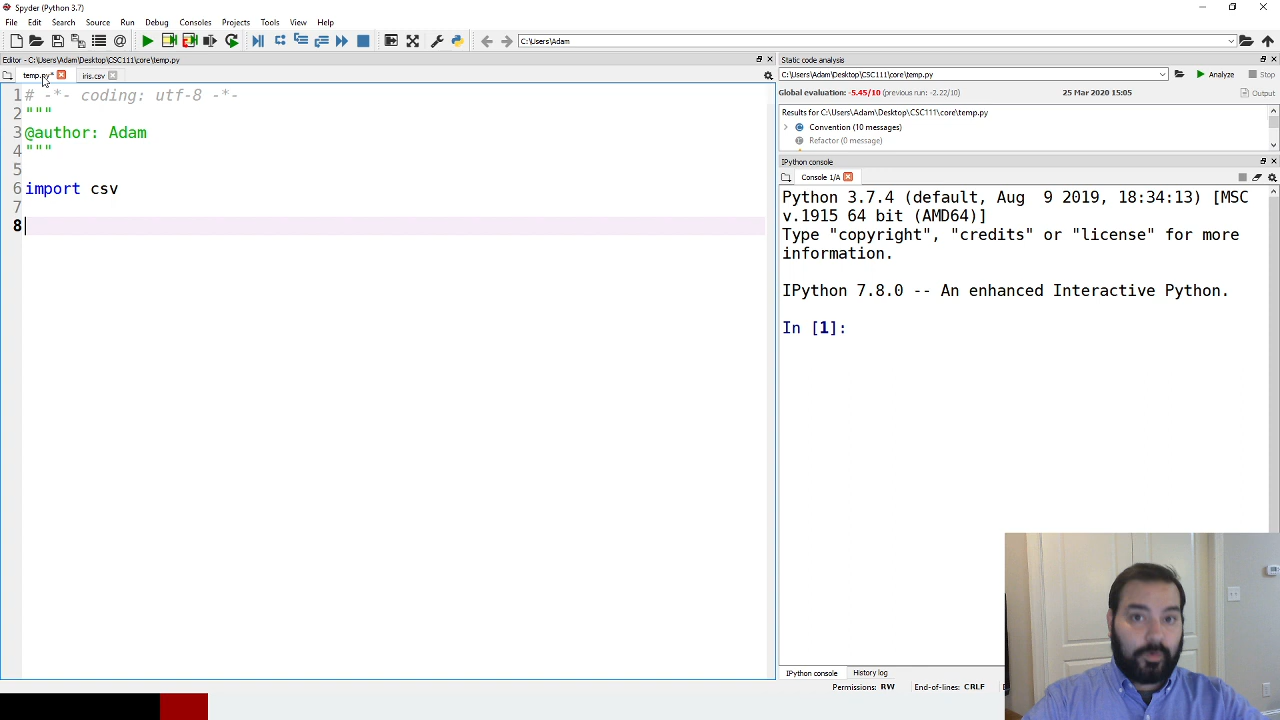 Spyder (Python 3.7)
File Edit Search Source Run Debug Consoles Projects Tools View Help
C:\Users\Adam
Editor - C:\Users\Adam\Desktop\CSC111\core\temp.py
temp.py* iris.csv
1 # -*- coding: utf-8 -*-
2 """
3 @author: Adam
4 """
5
6 import csv
7
8
Static code analysis
C:\Users\Adam\Desktop\CSC111\core\temp.py Analyze Stop
Global evaluation: -5.45/10 (previous run: -2.22/10) 25 Mar 2020 15:05 Output
Results for C:\Users\Adam\Desktop\CSC111\core\temp.py
Convention (10 messages)
Refactor (0 message)
IPython console
Console 1/A
Python 3.7.4 (default, Aug 9 2019, 18:34:13) [MSC
v.1915 64 bit (AMD64)]
Type "copyright", "credits" or "license" for more
information.
IPython 7.8.0 -- An enhanced Interactive Python.
In [1]:
IPython console History log
Permissions: RW End-of-lines: CRLF